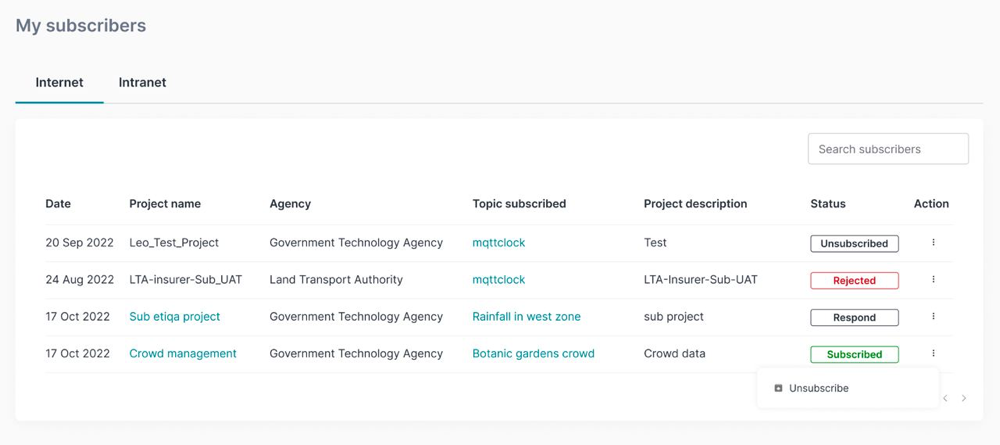 My subscribers
Internet Intranet
Search subscribers
Date Project name Agency Topic subscribed Project description Status Action
20 Sep 2022 Leo_Test_Project Government Technology Agency mqttclock Test Unsubscribed
24 Aug 2022 LTA-insurer-Sub_UAT Land Transport Authority mqttclock LTA-Insurer-Sub-UAT Rejected
17 Oct 2022 Sub etiqa project Government Technology Agency Rainfall in west zone sub project Respond
17 Oct 2022 Crowd management Government Technology Agency Botanic gardens crowd Crowd data Subscribed
Unsubscribe